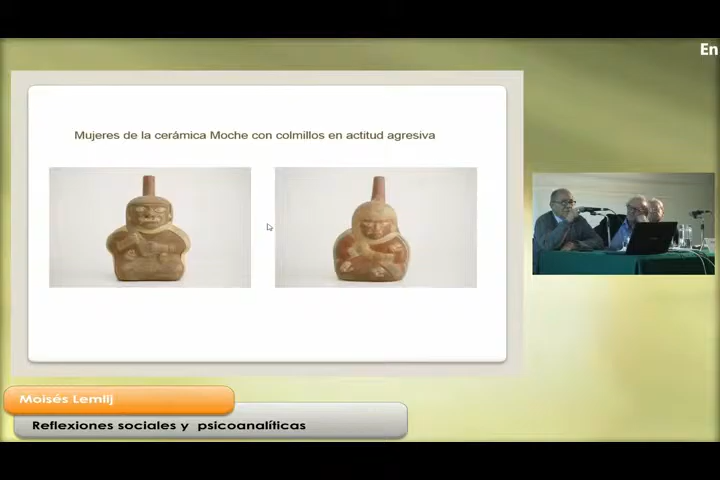 En
Mujeres de la cerámica Moche con colmillos en actitud agresiva
Moisés Lemlij
Reflexiones sociales y psicoanalíticas